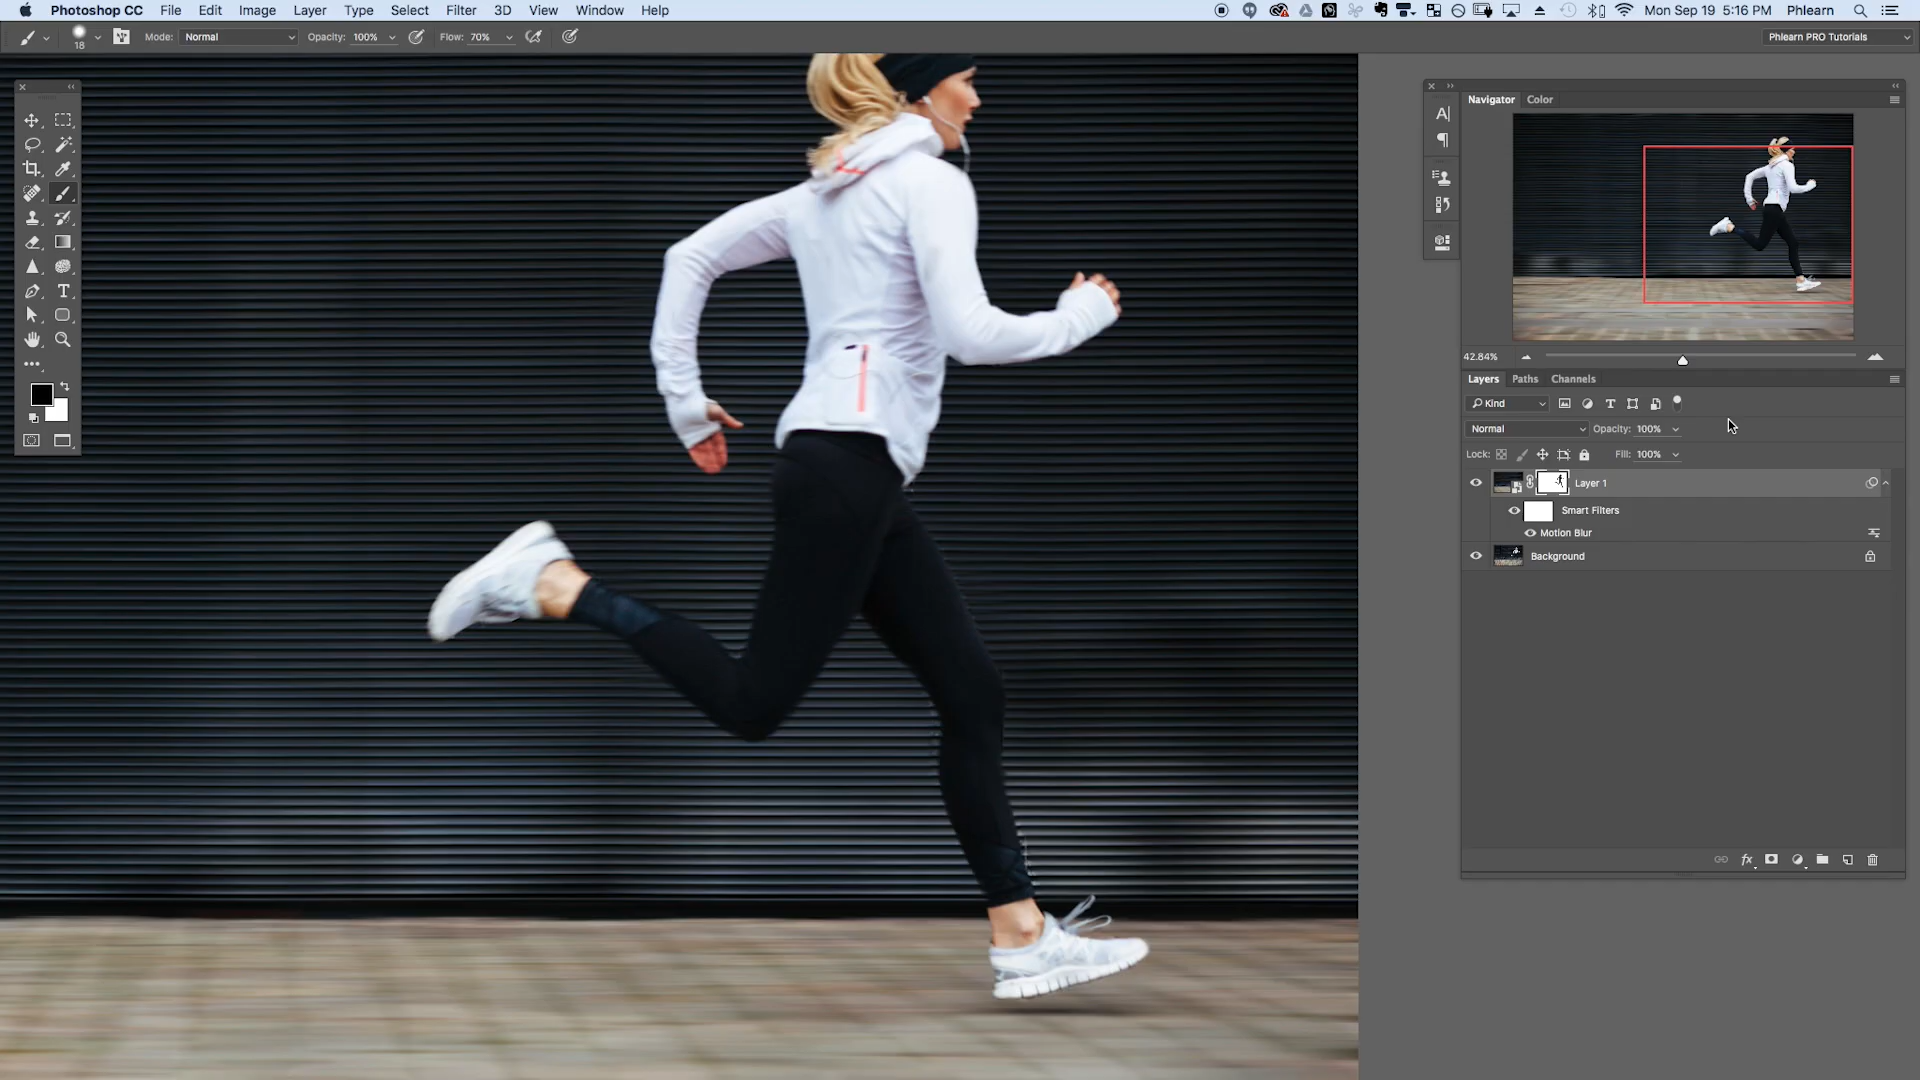 Photoshop CC File Edit Image Layer Type Select Filter 3D View Window Help Mon Sep 19 5:16 PM Phlearn
18 Mode: Normal Opacity: 100% Flow: 70% Phlearn PRO Tutorials
Navigator Color
42.84%
Layers Paths Channels
Kind
Normal Opacity: 100%
Lock: Fill: 100%
Layer 1
Smart Filters
Motion Blur
Background